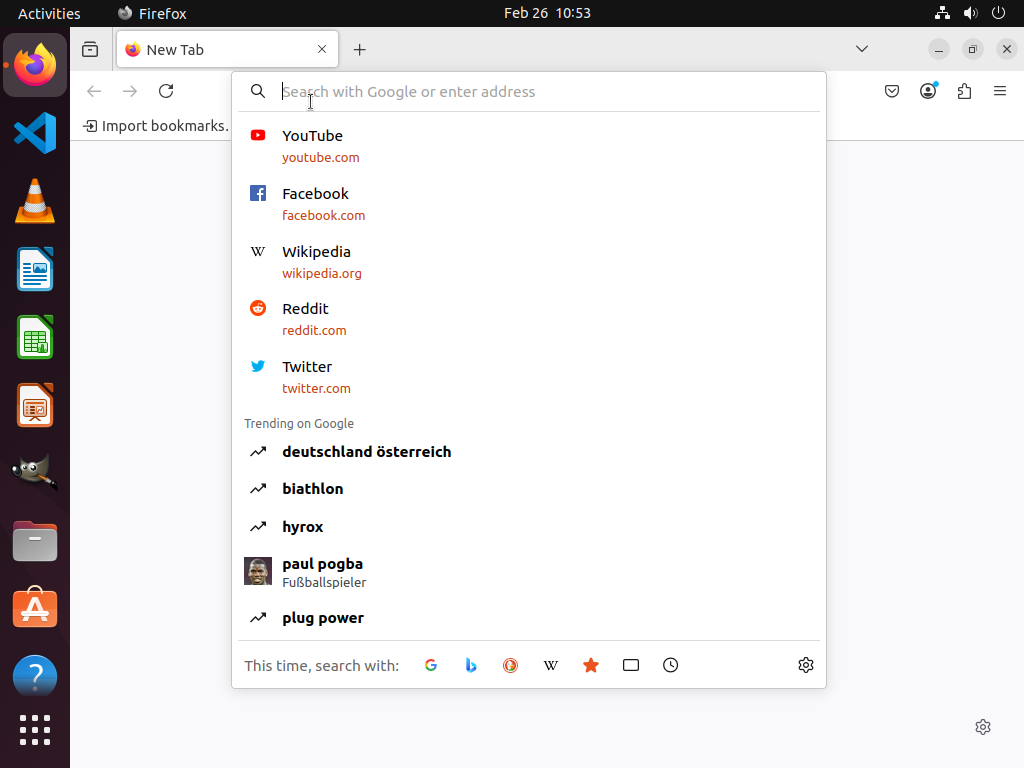 Activities
Firefox
Feb 26 10:53
New Tab
Search with Google or enter address
Import bookmarks.
YouTube
youtube.com
Facebook
facebook.com
W
Wikipedia
wikipedia.org
Reddit
reddit.com
Twitter
twitter.com
Trending on Google
deutschland österreich
biathlon
hyrox
paul pogba
Fußballspieler
plug power
This time, search with:
G
W
?